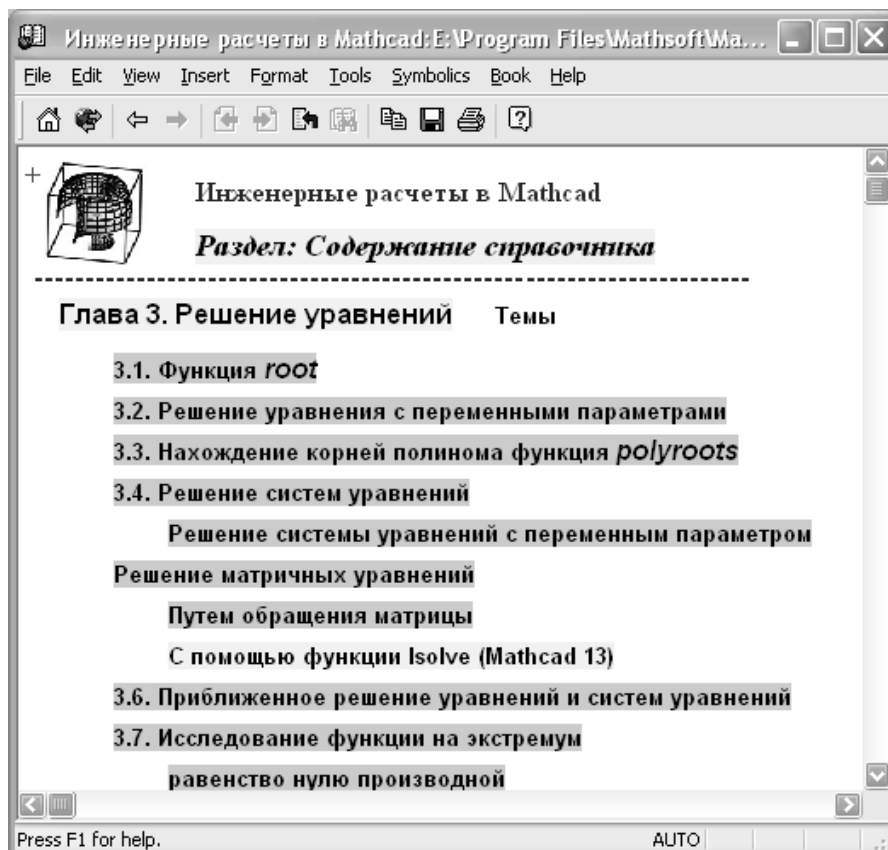 Инженерные расчеты в Mathcad:E:\Program Files\Mathsoft\Ma...
File Edit View Insert Format Tools Symbolics Book Help
Инженерные расчеты в Mathcad
Раздел: Содержание справочника
Глава 3. Решение уравнений Темы
3.1. Функция root
3.2. Решение уравнения с переменными параметрами
3.3. Нахождение корней полинома функция polyroots
3.4. Решение систем уравнений
Решение системы уравнений с переменным параметром
Решение матричных уравнений
Путем обращения матрицы
С помощью функции lsolve (Mathcad 13)
3.6. Приближенное решение уравнений и систем уравнений
3.7. Исследование функции на экстремум
равенство нулю производной
Press F1 for help. AUTO